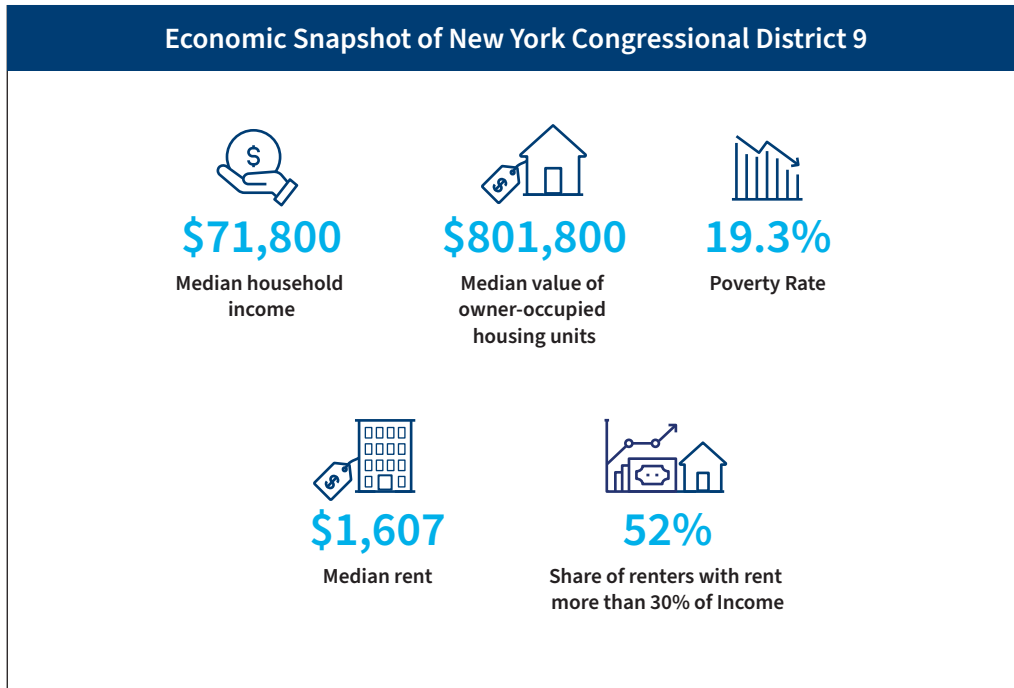 Economic Snapshot of New York Congressional District 9
$
$
$71,800
$801,800
19.3%
Median household
income
Median value of
owner-occupied
housing units
Poverty Rate
$
$1,607
52%
Median rent
Share of renters with rent
more than 30% of Income